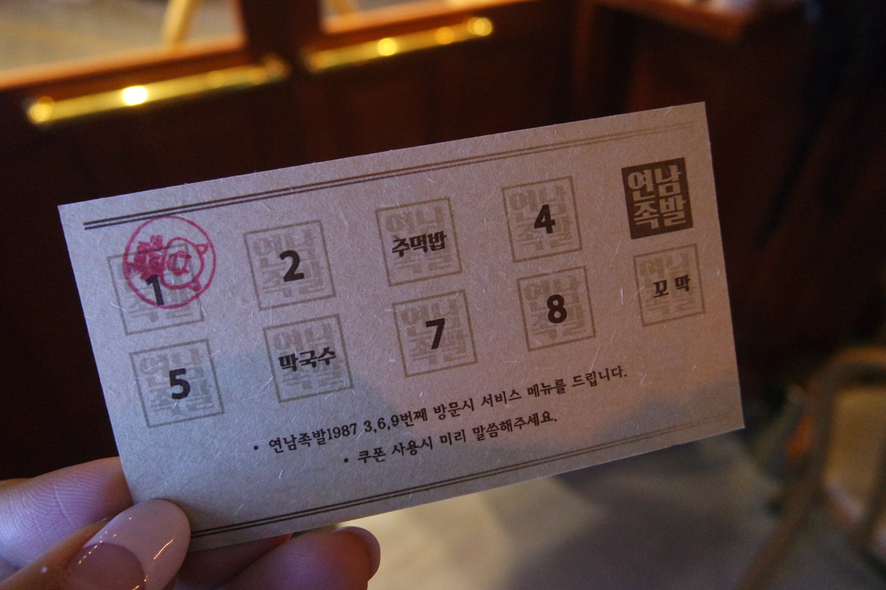 1 2 주먹밥 4 연남
족발
5 막국수 7 8 꼬막
• 연남족발1987 3,6,9번째 방문시 서비스 메뉴를 드립니다.
• 쿠폰 사용시 미리 말씀해주세요.